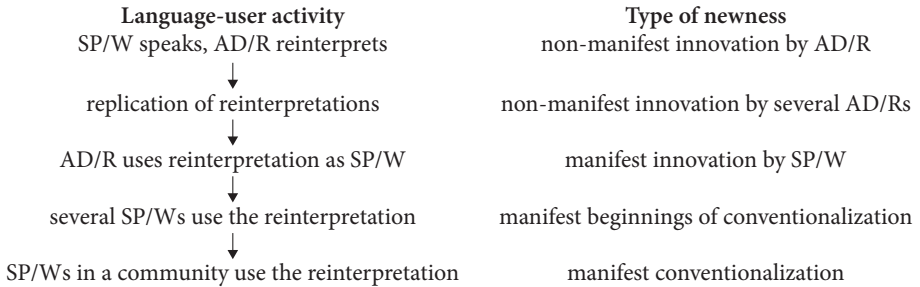 Language-user activity Type of newness
SP/W speaks, AD/R reinterprets non-manifest innovation by AD/R
replication of reinterpretations non-manifest innovation by several AD/Rs
AD/R uses reinterpretation as SP/W manifest innovation by SP/W
several SP/Ws use the reinterpretation manifest beginnings of conventionalization
SP/Ws in a community use the reinterpretation manifest conventionalization